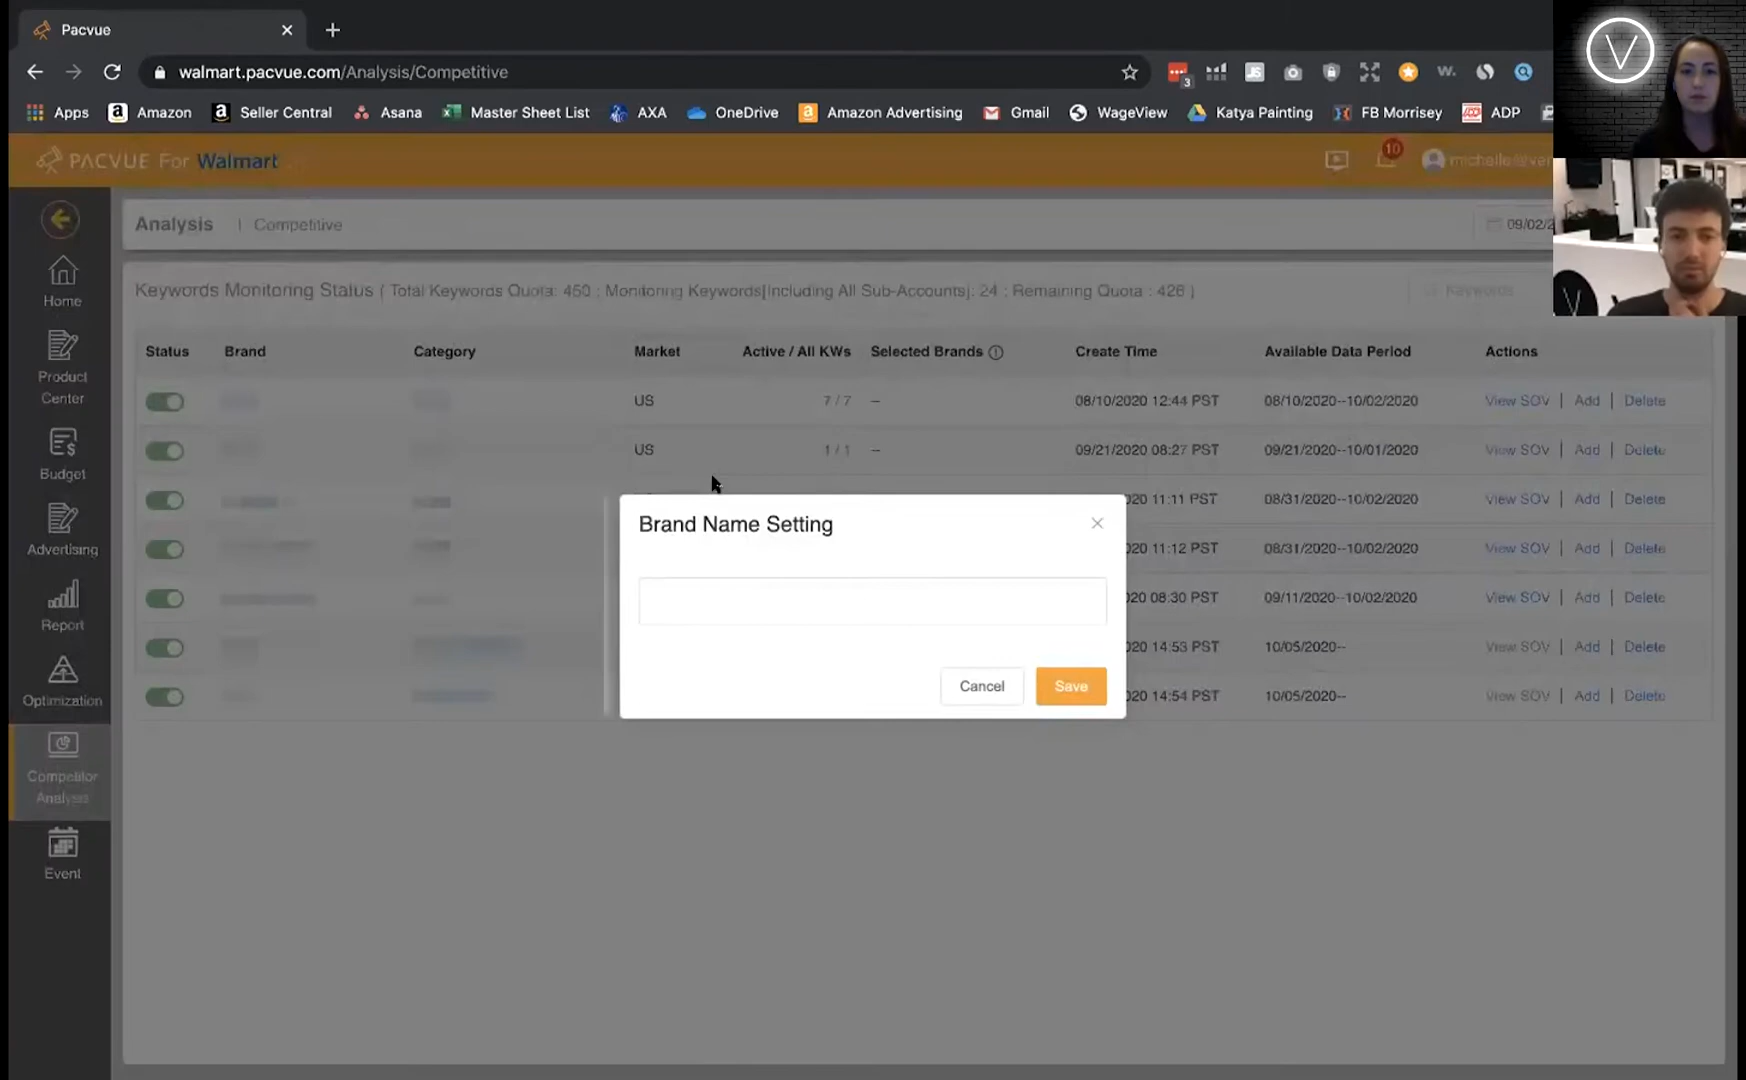 Pacvue
walmart.pacvue.com/Analysis/Competitive
3
W.
Apps Amazon Seller Central Asana Master Sheet List AXA OneDrive Amazon Advertising Gmail WageView Katya Painting FB Morrisey ADP
PACVUE For Walmart
10
michelle@ver
Analysis | Competitive
09/02/2
Keywords Monitoring Status ( Total Keywords Quota: 450 ; Monitoring Keywords[Including All Sub-Accounts]: 24 ; Remaining Quota : 426 )
Keywords
Status Brand Category Market Active / All KWs Selected Brands Create Time Available Data Period Actions
US 7 / 7 -- 08/10/2020 12:44 PST 08/10/2020--10/02/2020 View SOV | Add | Delete
US 1 / 1 -- 09/21/2020 08:27 PST 09/21/2020--10/01/2020 View SOV | Add | Delete
020 11:11 PST 08/31/2020--10/02/2020 View SOV | Add | Delete
020 11:12 PST 08/31/2020--10/02/2020 View SOV | Add | Delete
020 08:30 PST 09/11/2020--10/02/2020 View SOV | Add | Delete
020 14:53 PST 10/05/2020-- View SOV | Add | Delete
020 14:54 PST 10/05/2020-- View SOV | Add | Delete
Brand Name Setting
Cancel Save
Home
Product
Center
Budget
Advertising
Report
Optimization
Competitor
Analysis
Event
V
V